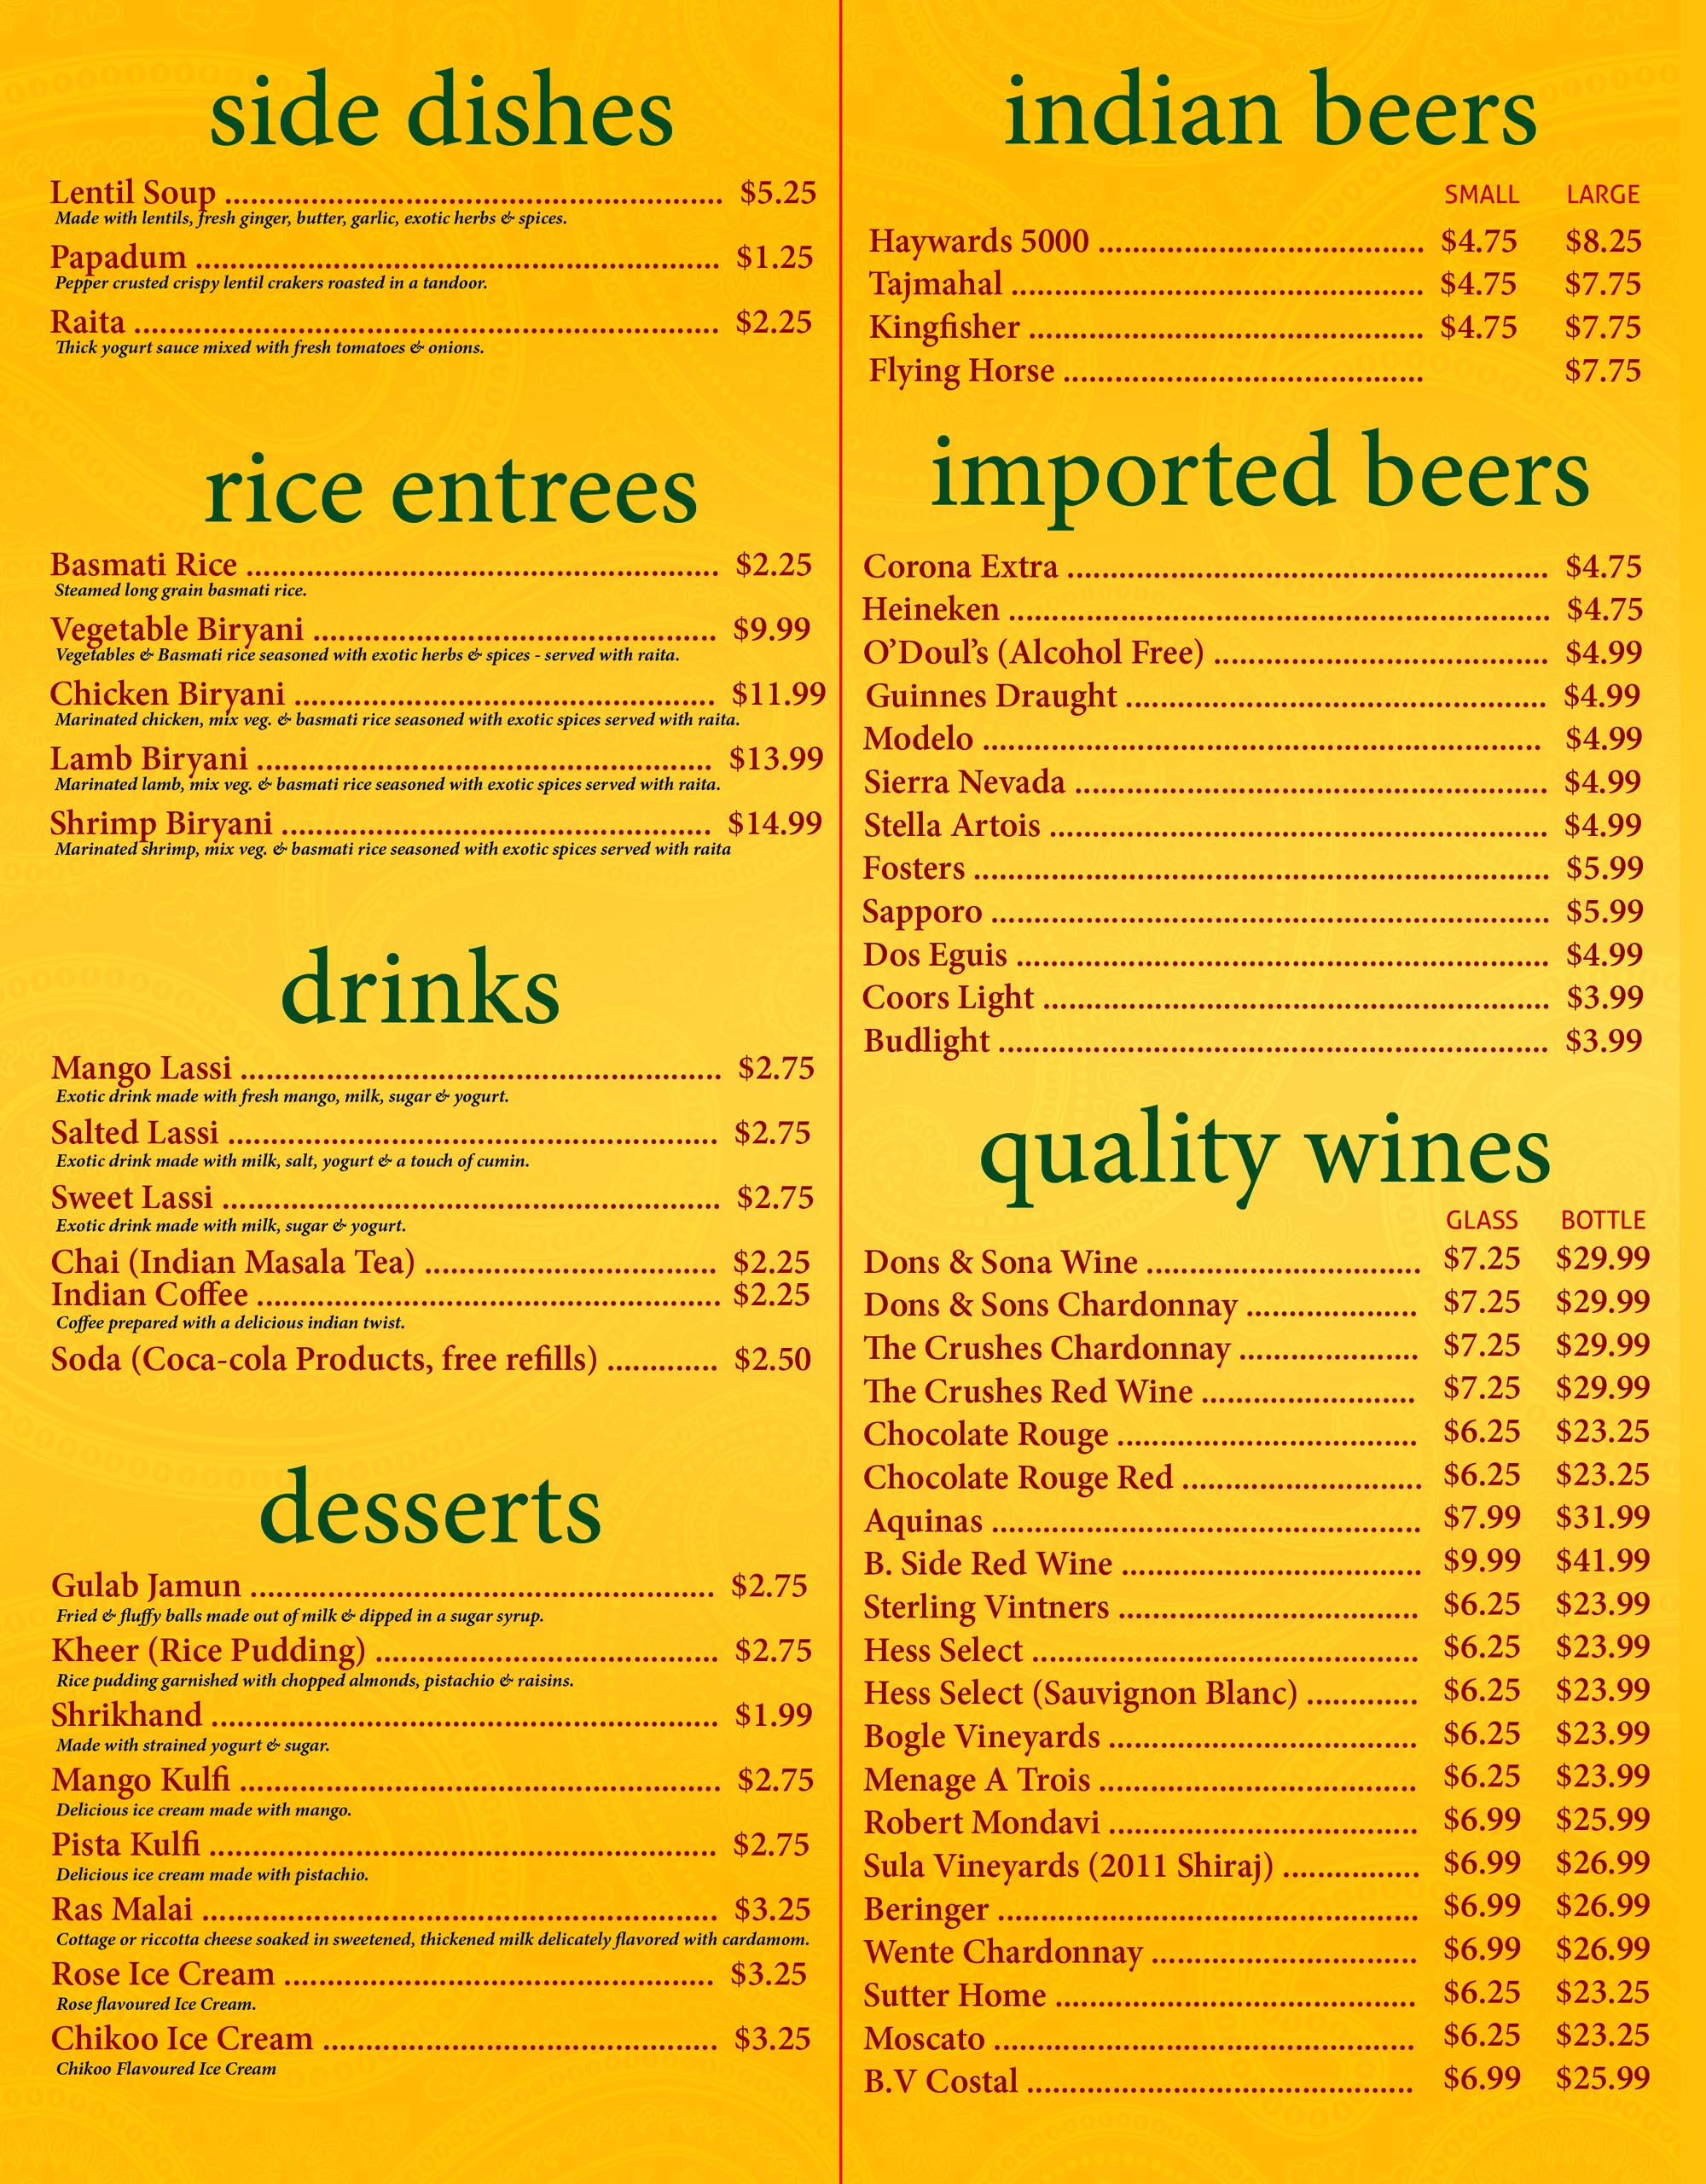 side dishes
Lentil Soup .......................................................... $5.25
Made with lentils, fresh ginger, butter, garlic, exotic herbs & spices.
Papadum ............................................................. $1.25
Pepper crusted crispy lentil crakers roasted in a tandoor.
Raita .................................................................... $2.25
Thick yogurt sauce mixed with fresh tomatoes & onions.
rice entrees
Basmati Rice ....................................................... $2.25
Steamed long grain basmati rice.
Vegetable Biryani ............................................... $9.99
Vegetables & Basmati rice seasoned with exotic herbs & spices - served with raita.
Chicken Biryani ................................................. $11.99
Marinated chicken, mix veg. & basmati rice seasoned with exotic spices served with raita.
Lamb Biryani ..................................................... $13.99
Marinated lamb, mix veg. & basmati rice seasoned with exotic spices served with raita.
Shrimp Biryani .................................................. $14.99
Marinated shrimp, mix veg. & basmati rice seasoned with exotic spices served with raita
drinks
Mango Lassi ........................................................ $2.75
Exotic drink made with fresh mango, milk, sugar & yogurt.
Salted Lassi ......................................................... $2.75
Exotic drink made with milk, salt, yogurt & a touch of cumin.
Sweet Lassi .......................................................... $2.75
Exotic drink made with milk, sugar & yogurt.
Chai (Indian Masala Tea) .................................. $2.25
Indian Coffee ...................................................... $2.25
Coffee prepared with a delicious indian twist.
Soda (Coca-cola Products, free refills) ............. $2.50
desserts
Gulab Jamun ...................................................... $2.75
Fried & fluffy balls made out of milk & dipped in a sugar syrup.
Kheer (Rice Pudding) ........................................ $2.75
Rice pudding garnished with chopped almonds, pistachio & raisins.
Shrikhand ........................................................... $1.99
Made with strained yogurt & sugar.
Mango Kulfi ........................................................ $2.75
Delicious ice cream made with mango.
Pista Kulfi ........................................................... $2.75
Delicious ice cream made with pistachio.
Ras Malai ............................................................ $3.25
Cottage or riccotta cheese soaked in sweetened, thickened milk delicately flavored with cardamom.
Rose Ice Cream .................................................. $3.25
Rose flavoured Ice Cream.
Chikoo Ice Cream .............................................. $3.25
Chikoo Flavoured Ice Cream
indian beers
SMALL LARGE
Haywards 5000 ...................................... $4.75 $8.25
Tajmahal ................................................ $4.75 $7.75
Kingfisher .............................................. $4.75 $7.75
Flying Horse .......................................... $7.75
imported beers
Corona Extra ........................................................ $4.75
Heineken ............................................................... $4.75
O'Doul's (Alcohol Free) ....................................... $4.99
Guinnes Draught ................................................. $4.99
Modelo ................................................................. $4.99
Sierra Nevada ....................................................... $4.99
Stella Artois .......................................................... $4.99
Fosters ................................................................... $5.99
Sapporo ................................................................. $5.99
Dos Eguis .............................................................. $4.99
Coors Light ........................................................... $3.99
Budlight ................................................................ $3.99
quality wines
GLASS BOTTLE
Dons & Sona Wine ................................ $7.25 $29.99
Dons & Sons Chardonnay .................... $7.25 $29.99
The Crushes Chardonnay ..................... $7.25 $29.99
The Crushes Red Wine ......................... $7.25 $29.99
Chocolate Rouge ................................... $6.25 $23.25
Chocolate Rouge Red ............................ $6.25 $23.25
Aquinas .................................................. $7.99 $31.99
B. Side Red Wine ................................... $9.99 $41.99
Sterling Vintners ................................... $6.25 $23.99
Hess Select ............................................. $6.25 $23.99
Hess Select (Sauvignon Blanc) ............. $6.25 $23.99
Bogle Vineyards .................................... $6.25 $23.99
Menage A Trois ..................................... $6.25 $23.99
Robert Mondavi .................................... $6.99 $25.99
Sula Vineyards (2011 Shiraj) ................ $6.99 $26.99
Beringer ................................................. $6.99 $26.99
Wente Chardonnay ............................... $6.99 $26.99
Sutter Home .......................................... $6.25 $23.25
Moscato ................................................. $6.25 $23.25
B.V Costal ............................................. $6.99 $25.99